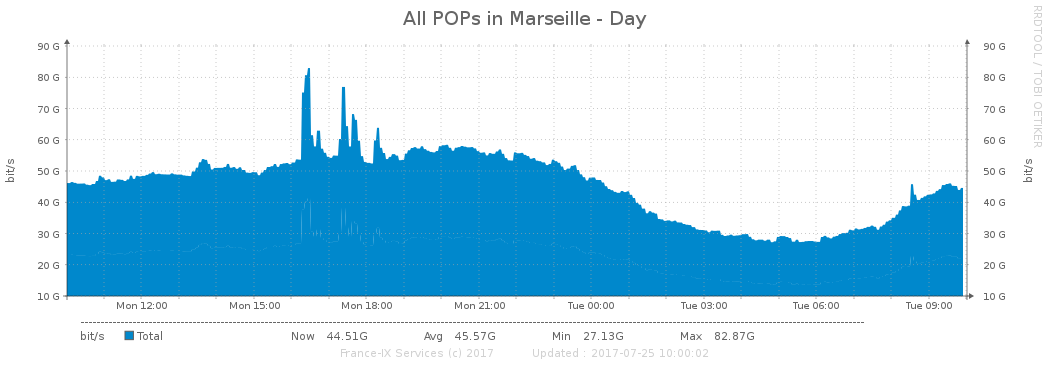 All POPs in Marseille - Day
RRDTOOL / TOBI OETIKER
90 G 90 G
80 G 80 G
70 G 70 G
60 G 60 G
50 G 50 G
40 G 40 G
30 G 30 G
20 G 20 G
10 G 10 G
bit/s
bit/s
Mon 12:00 Mon 15:00 Mon 18:00 Mon 21:00 Tue 00:00 Tue 03:00 Tue 06:00 Tue 09:00
bit/s Total Now 44.51G Avg 45.57G Min 27.13G Max 82.87G
France-IX Services (c) 2017 Updated : 2017-07-25 10:00:02